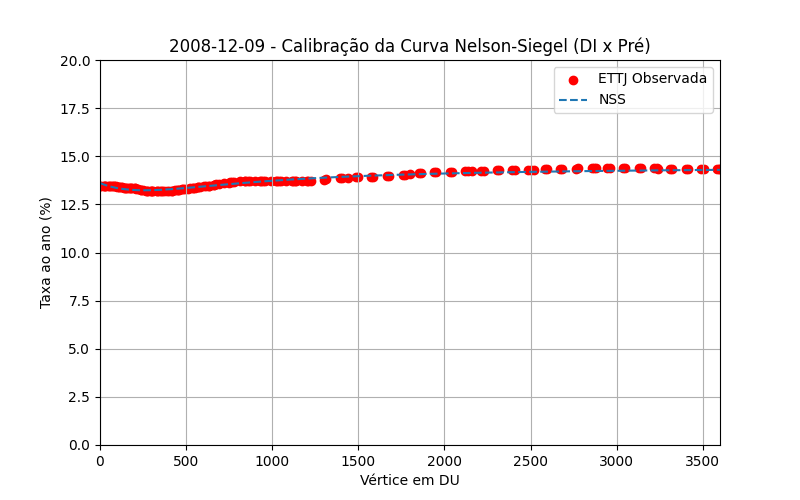 2008-12-09 - Calibração da Curva Nelson-Siegel (DI x Pré)
20.0
17.5
15.0
12.5
10.0
7.5
5.0
2.5
0.0
Taxa ao ano (%)
ETTJ Observada
NSS
0 500 1000 1500 2000 2500 3000 3500
Vértice em DU